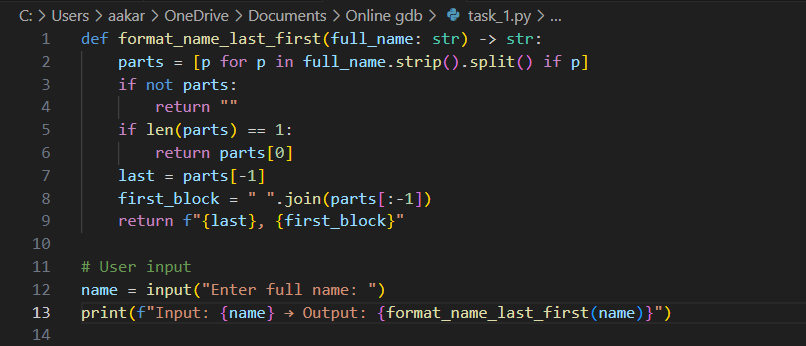 C: > Users > aakar > OneDrive > Documents > Online gdb > task_1.py > ...
1 def format_name_last_first(full_name: str) -> str:
2     parts = [p for p in full_name.strip().split() if p]
3     if not parts:
4         return ""
5     if len(parts) == 1:
6         return parts[0]
7     last = parts[-1]
8     first_block = " ".join(parts[:-1])
9     return f"{last}, {first_block}"
10
11 # User input
12 name = input("Enter full name: ")
13 print(f"Input: {name} → Output: {format_name_last_first(name)}")
14